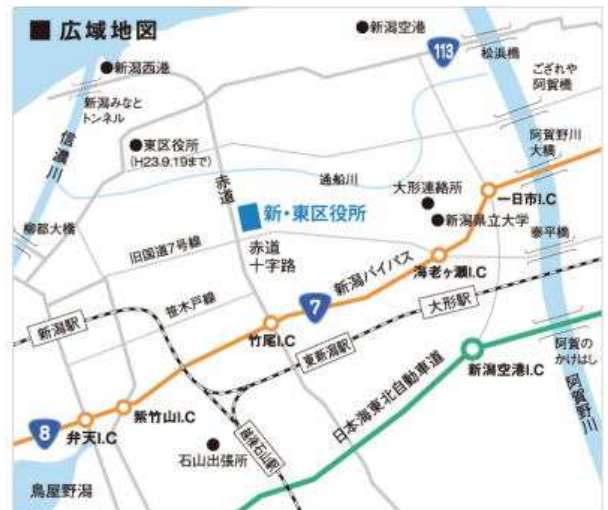 ■ 広域地図
新潟空港
113
松浜橋
新潟西港
ござれや
阿賀橋
新潟みなと
トンネル
信濃川
東区役所
(H23.9.19まで)
阿賀野川
大橋
赤道
通船川
大形連絡所
一日市I.C
新・東区役所
新潟県立大学
柳都大橋
泰平橋
旧国道7号線
赤道
十字路
海老ヶ瀬I.C
新潟バイパス
笹木戸線
7
大形駅
新潟駅
竹尾I.C
東新潟駅
阿賀の
かけはし
新潟空港I.C
紫竹山I.C
日本海東北自動車道
阿賀野川
8
弁天I.C
越後石山駅
石山出張所
鳥屋野潟